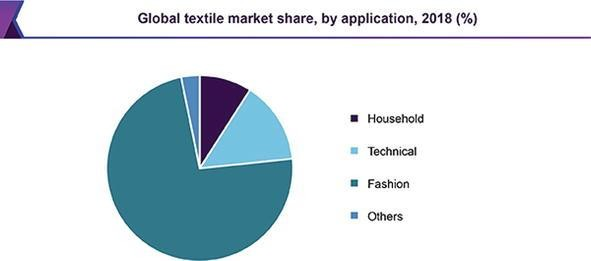 Global textile market share, by application, 2018 (%)
Household
Technical
Fashion
Others